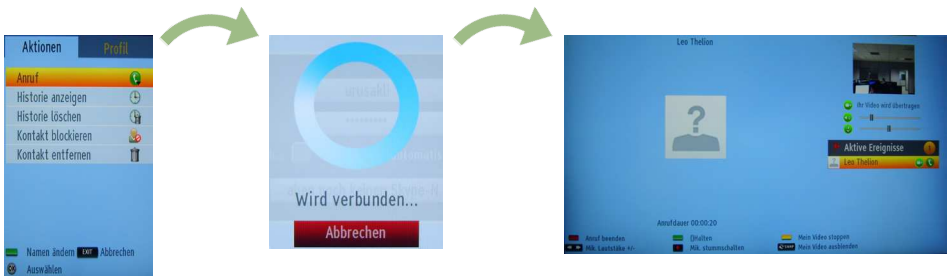 Aktionen Profil
Anruf
Historie anzeigen
Historie löschen
Kontakt blockieren
Kontakt entfernen
Namen ändern EXIT Abbrechen
OK Auswählen
Wird verbunden...
Abbrechen
Leo Thelion
Ihr Video wird übertragen
Aktive Ereignisse
Leo Thelion
Anrufdauer 00:00:20
Anruf beenden
Halten
Mein Video stoppen
Mik. Laustäke +/-
Mik. stummschalten
Mein Video ausblenden